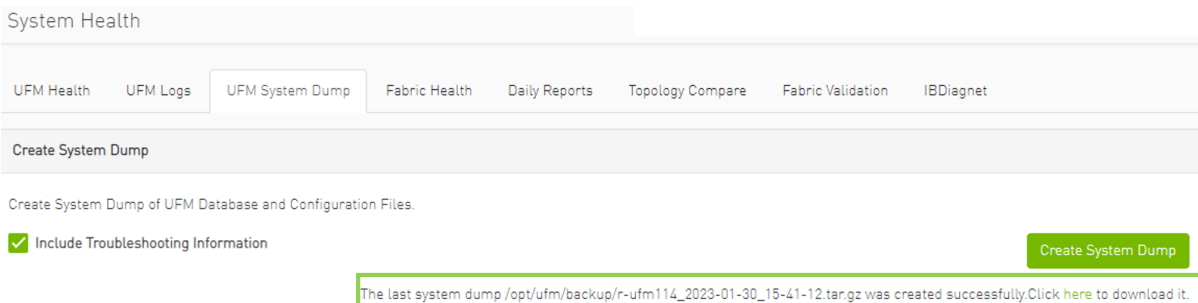 System Health
UFM Health UFM Logs UFM System Dump Fabric Health Daily Reports Topology Compare Fabric Validation IBDiagnet
Create System Dump
Create System Dump of UFM Database and Configuration Files.
Include Troubleshooting Information
Create System Dump
The last system dump /opt/ufm/backup/r-ufm114_2023-01-30_15-41-12.tar.gz was created successfully.Click here to download it.